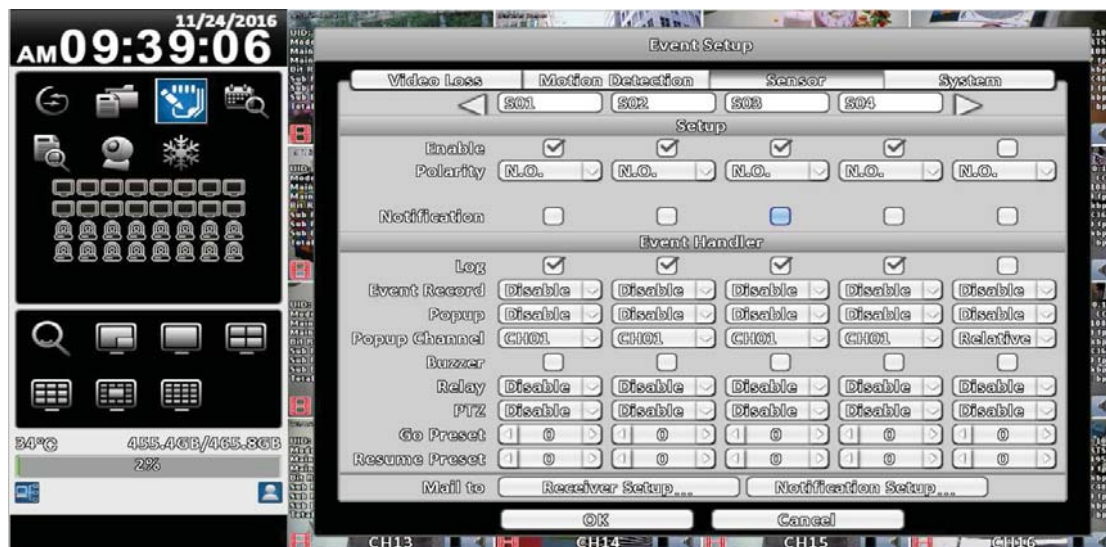 11/24/2016
AM 09:39:06
34°C 455.4GB/465.8GB
2%
Event Setup
Video Loss Motion Detection Sensor System
S01 S02 S03 S04
Setup
Enable
Polarity N.O. N.O. N.O. N.O. N.O.
Notification
Event Handler
Log
Event Record Disable Disable Disable Disable Disable
Popup Disable Disable Disable Disable Disable
Popup Channel CH01 CH01 CH01 CH01 Relative
Buzzer
Relay Disable Disable Disable Disable Disable
PTZ Disable Disable Disable Disable Disable
Go Preset 0 0 0 0 0
Resume Preset 0 0 0 0 0
Mail to Receiver Setup... Notification Setup...
OK Cancel
CH13 CH14 CH15 CH16